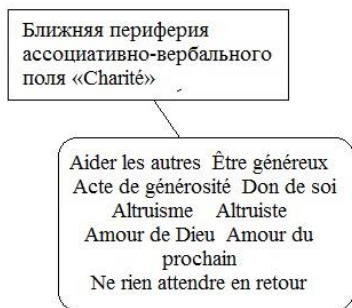 Ближняя периферия
ассоциативно-вербального
поля «Charité»
Aider les autres Être généreux
Acte de générosité Don de soi
Altruisme Altruiste
Amour de Dieu Amour du
prochain
Ne rien attendre en retour